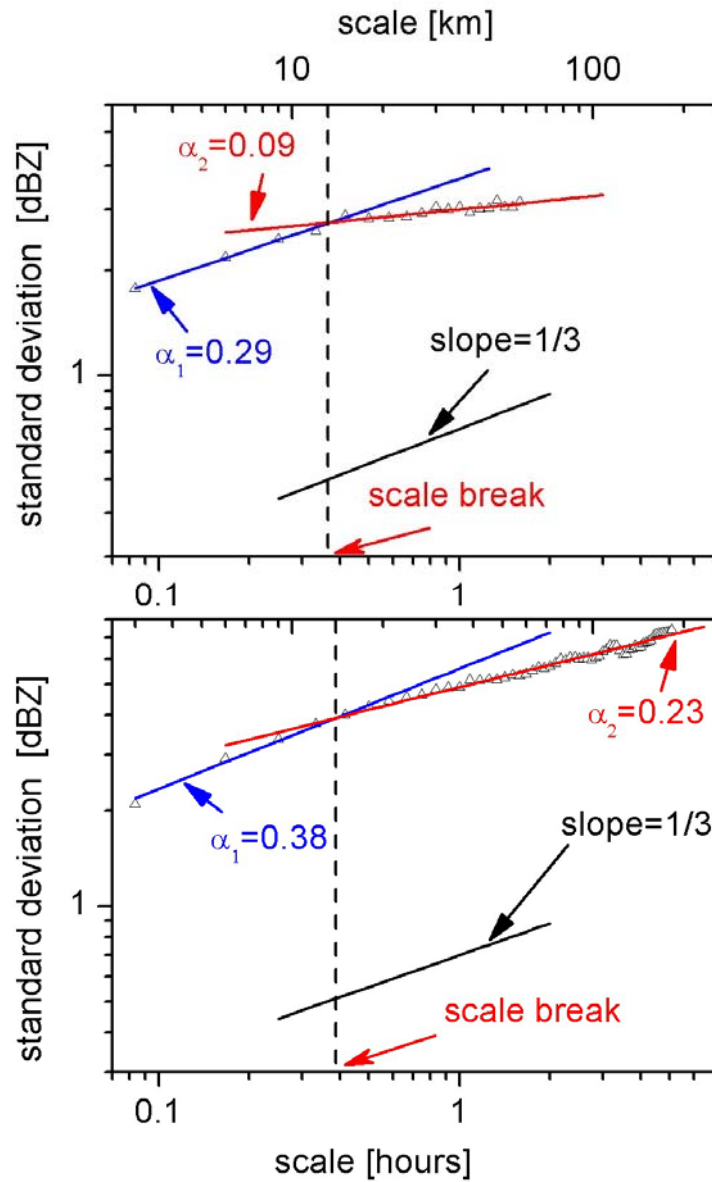 scale [km]
10 100
standard deviation [dBZ]
α₂=0.09
α₁=0.29
slope=1/3
1
scale break
0.1 1
standard deviation [dBZ]
α₂=0.23
α₁=0.38
slope=1/3
1
scale break
0.1 1
scale [hours]